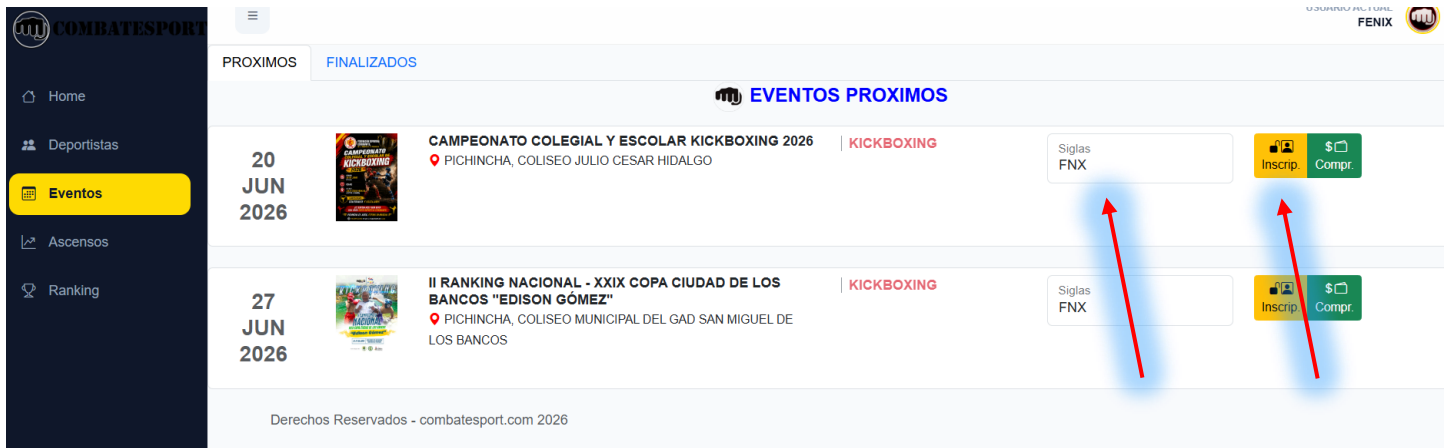 COMBATESPORT
USUARIO ACTUAL
FENIX
Home
Deportistas
Eventos
Ascensos
Ranking
PROXIMOS
FINALIZADOS
EVENTOS PROXIMOS
20
JUN
2026
CAMPEONATO
KICKBOXING
CAMPEONATO COLEGIAL Y ESCOLAR KICKBOXING 2026
PICHINCHA, COLISEO JULIO CESAR HIDALGO
KICKBOXING
Siglas
FNX
Inscrip.
$
Compr.
27
JUN
2026
II RANKING NACIONAL - XXIX COPA CIUDAD DE LOS
BANCOS "EDISON GÓMEZ"
PICHINCHA, COLISEO MUNICIPAL DEL GAD SAN MIGUEL DE
LOS BANCOS
KICKBOXING
Siglas
FNX
Inscrip.
$
Compr.
Derechos Reservados - combatesport.com 2026